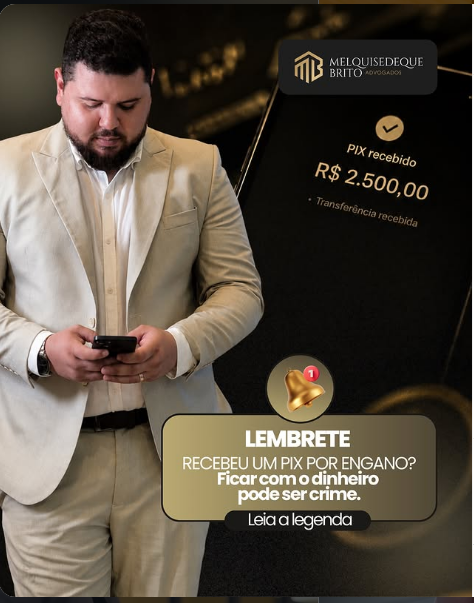 MELQUISEDEQUE
BRITO ADVOGADOS
PIX recebido
R$ 2.500,00
• Transferência recebida
1
LEMBRETE
RECEBEU UM PIX POR ENGANO?
Ficar com o dinheiro
pode ser crime.
Leia a legenda